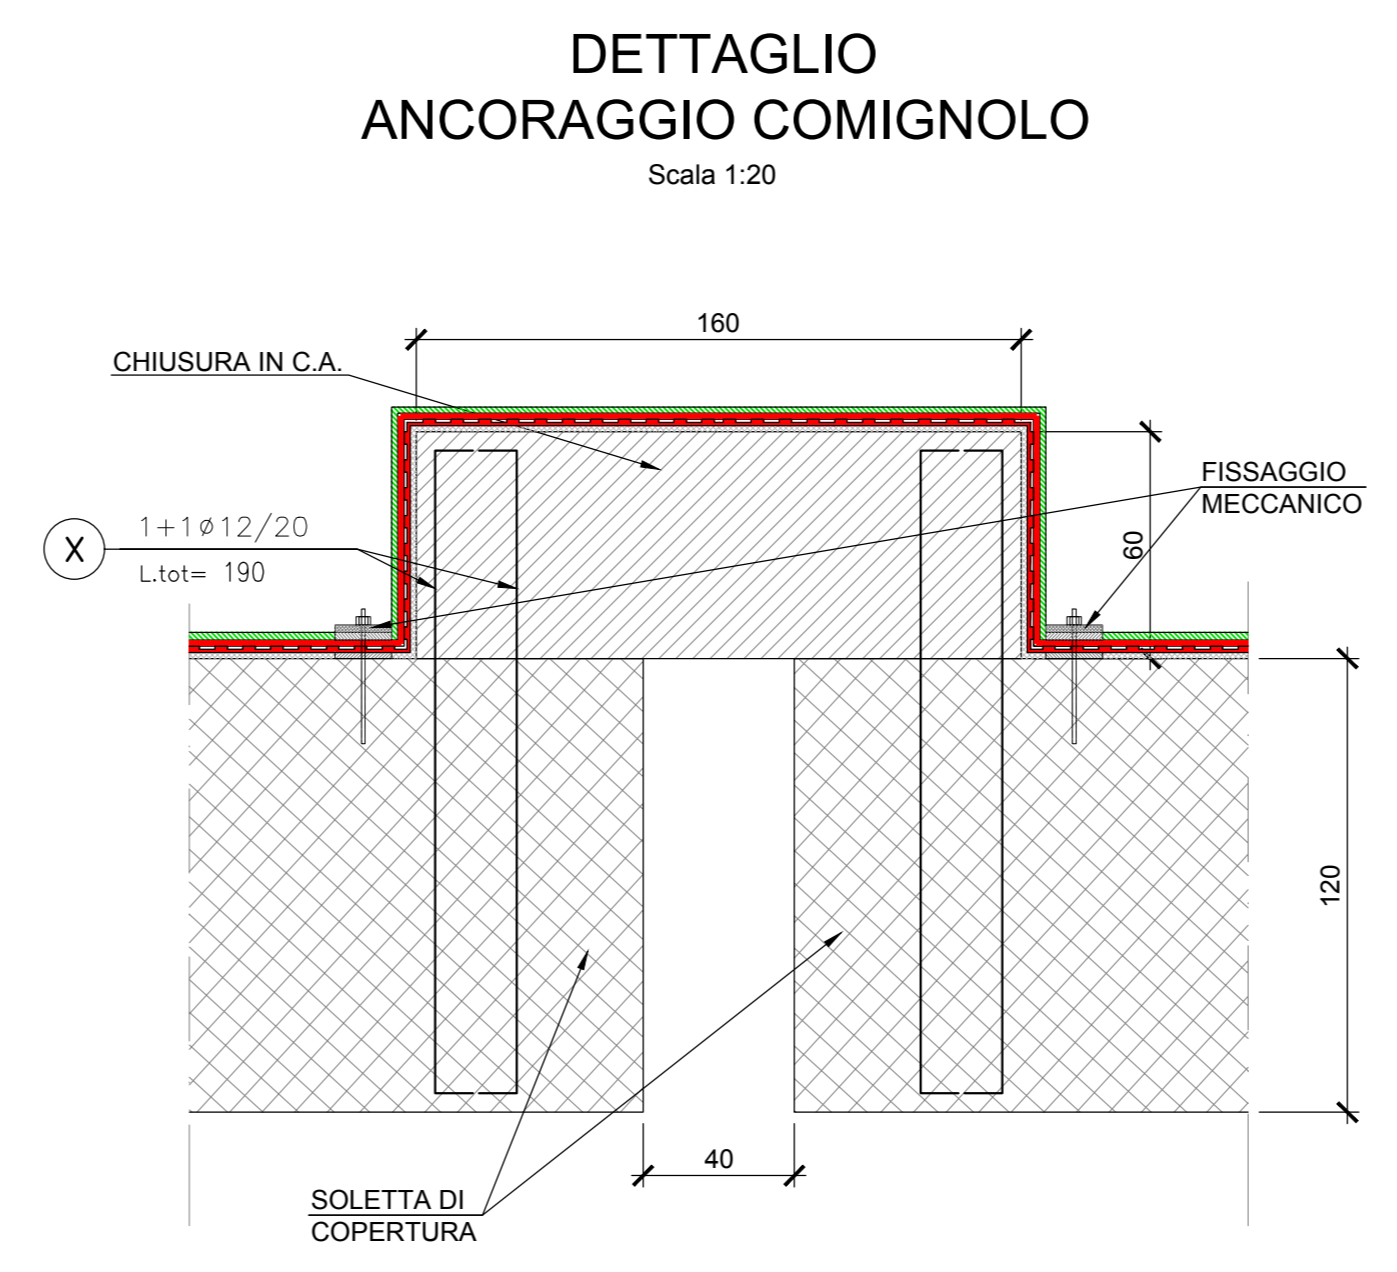 DETTAGLIO
ANCORAGGIO COMIGNOLO
Scala 1:20
160
CHIUSURA IN C.A.
FISSAGGIO
MECCANICO
X
1+1ø12/20
L.tot= 190
60
120
40
SOLETTA DI
COPERTURA